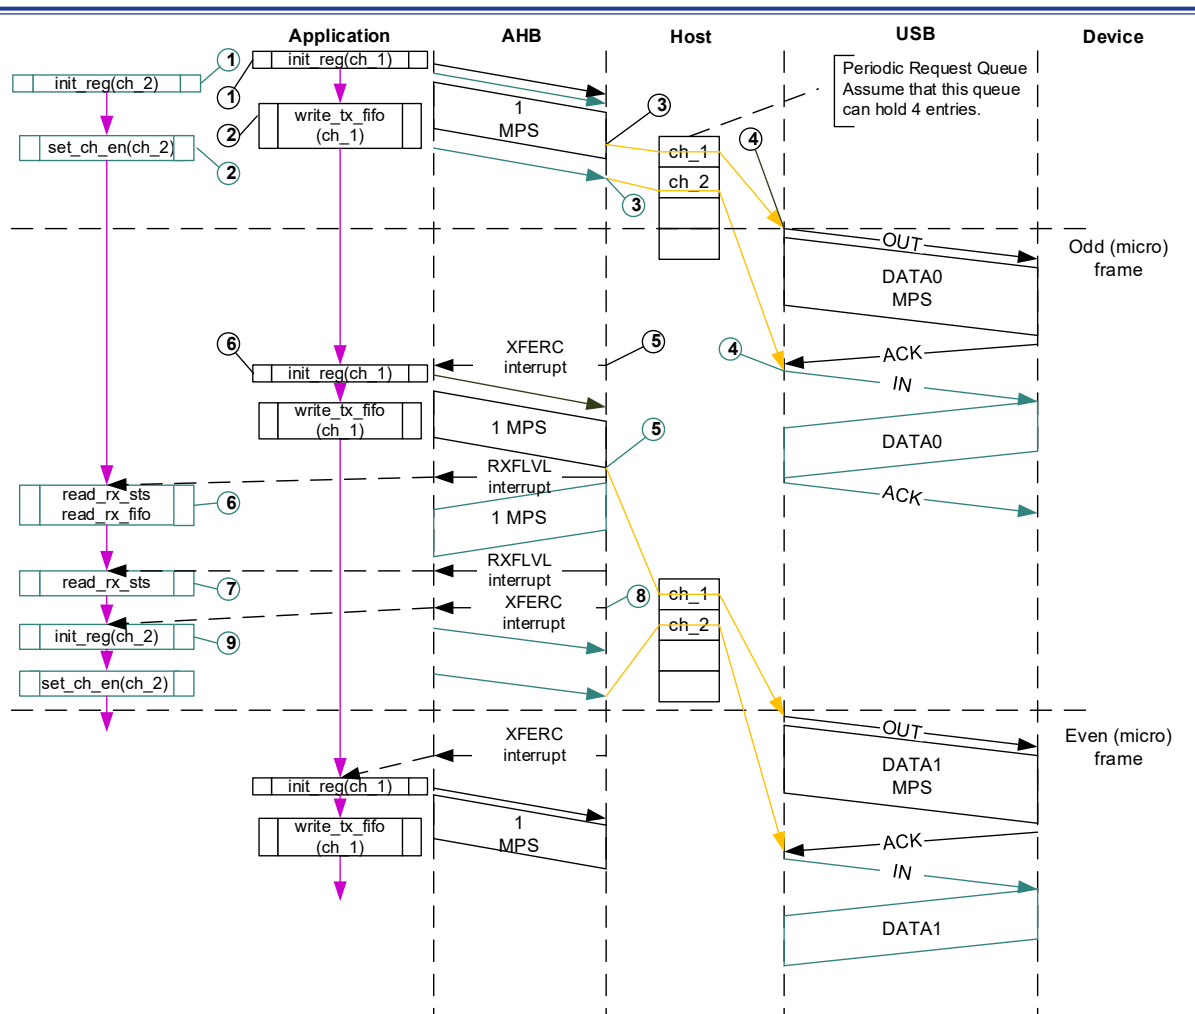 Application
AHB
Host
USB
Device
init_reg(ch_2)
1
init_reg(ch_1)
1
Periodic Request Queue
Assume that this queue
can hold 4 entries.
set_ch_en(ch_2)
2
2
write_tx_fifo
(ch_1)
1
MPS
3
3
ch_1
ch_2
4
OUT
Odd (micro)
frame
DATA0
MPS
ACK
6
init_reg(ch_1)
XFERC
interrupt
5
4
IN
write_tx_fifo
(ch_1)
1 MPS
5
DATA0
RXFLVL
interrupt
read_rx_sts
read_rx_fifo
6
1 MPS
ACK
read_rx_sts
7
RXFLVL
interrupt
XFERC
interrupt
8
ch_1
ch_2
init_reg(ch_2)
9
set_ch_en(ch_2)
XFERC
interrupt
OUT
Even (micro)
frame
DATA1
MPS
init_reg(ch_1)
write_tx_fifo
(ch_1)
1
MPS
ACK
IN
DATA1